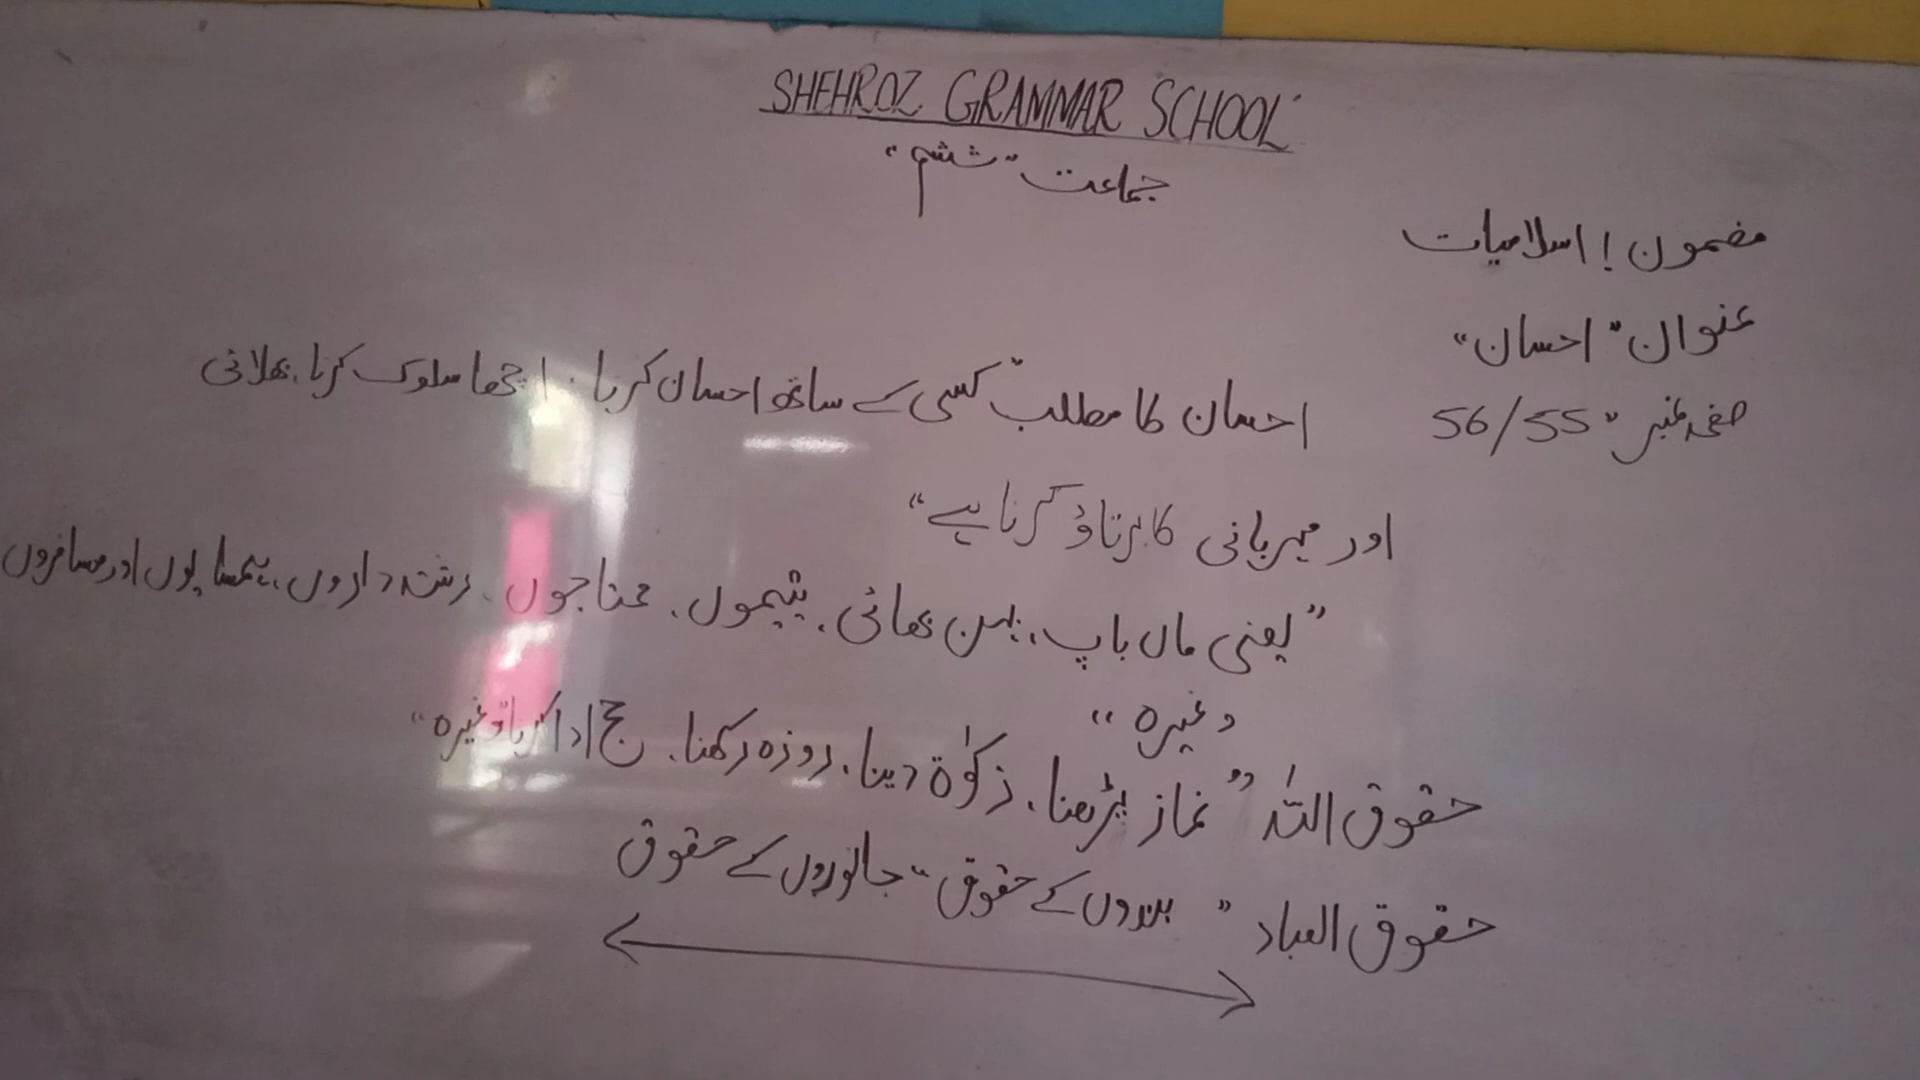 SHEHROZ GRAMMAR SCHOOL
جماعت "ششم"
مضمون ! اسلامیات
عنوان "احسان"
صفحہ نمبر " 56/55
احسان کا مطلب "کسی کے ساتھ احسان کرنا، اچھا سلوک کرنا، بھلائی
اور مہربانی کا برتاؤ کرنا ہے"
"یعنی ماں باپ، بہن بھائی، یتیموں، محتاجوں، رشتہ داروں، ہمسایوں اور مسافروں
وغیرہ"
حقوق اللہ "نماز پڑھنا، زکوٰة دینا، روزہ رکھنا، حج ادا کرنا وغیرہ"
حقوق العباد " بندوں کے حقوق" جانوروں کے حقوق